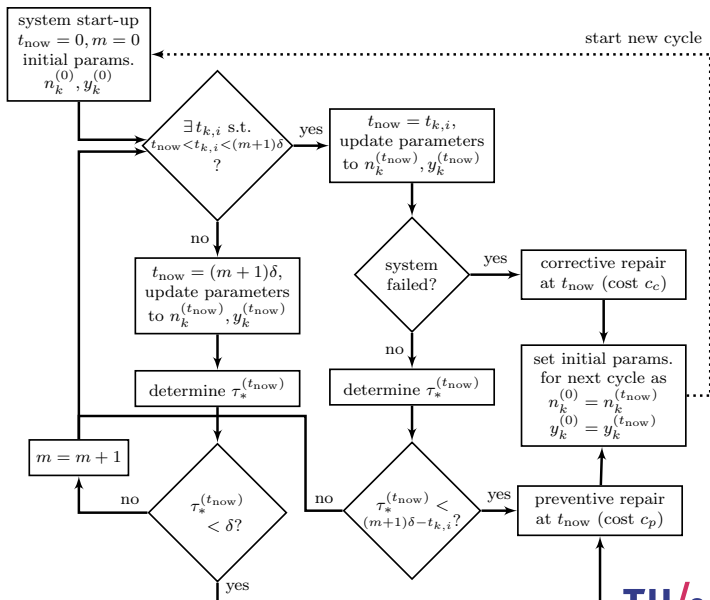 system start-up
t_now = 0, m = 0
initial params.
n_k^(0), y_k^(0)
start new cycle
∃ t_{k,i} s.t.
t_now < t_{k,i} < (m+1)δ
?
yes
t_now = t_{k,i},
update parameters
to n_k^(t_now), y_k^(t_now)
no
t_now = (m + 1)δ,
update parameters
to n_k^(t_now), y_k^(t_now)
system
failed?
yes
corrective repair
at t_now (cost c_c)
no
determine τ_*^(t_now)
determine τ_*^(t_now)
set initial params.
for next cycle as
n_k^(0) = n_k^(t_now)
y_k^(0) = y_k^(t_now)
m = m + 1
no
τ_*^(t_now)
< δ?
no
τ_*^(t_now) <
(m+1)δ−t_{k,i}?
yes
preventive repair
at t_now (cost c_p)
yes